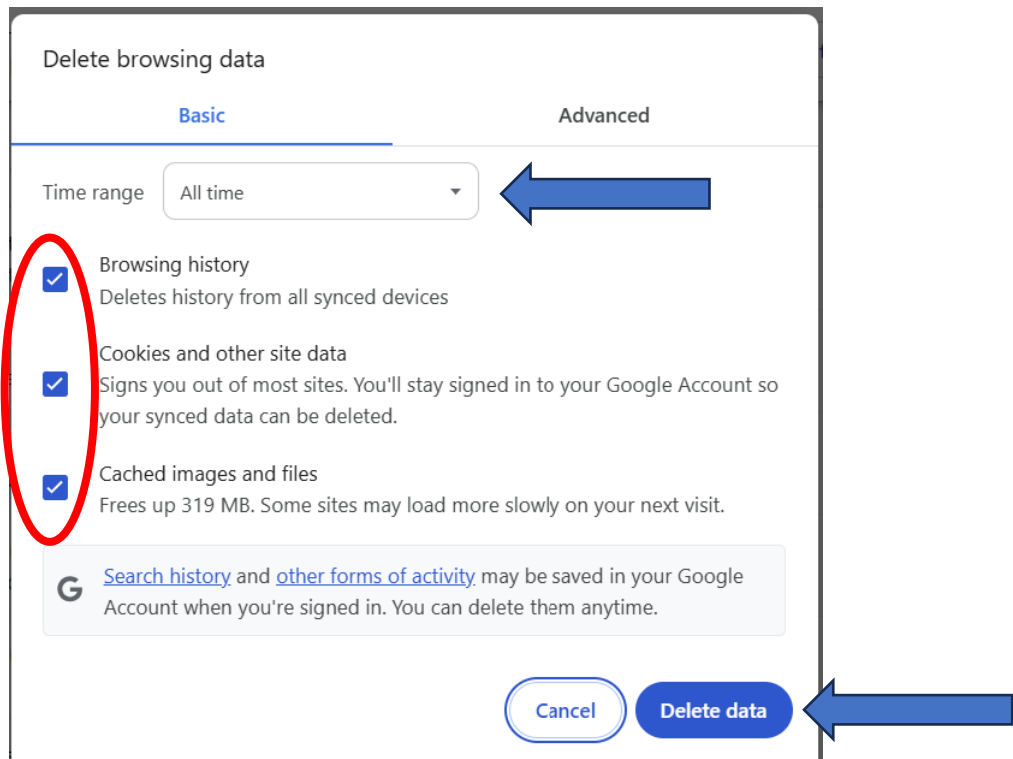 Delete browsing data
Basic
Advanced
Time range
All time
Browsing history
Deletes history from all synced devices
Cookies and other site data
Signs you out of most sites. You'll stay signed in to your Google Account so
your synced data can be deleted.
Cached images and files
Frees up 319 MB. Some sites may load more slowly on your next visit.
G
Search history and other forms of activity may be saved in your Google
Account when you're signed in. You can delete them anytime.
Cancel
Delete data